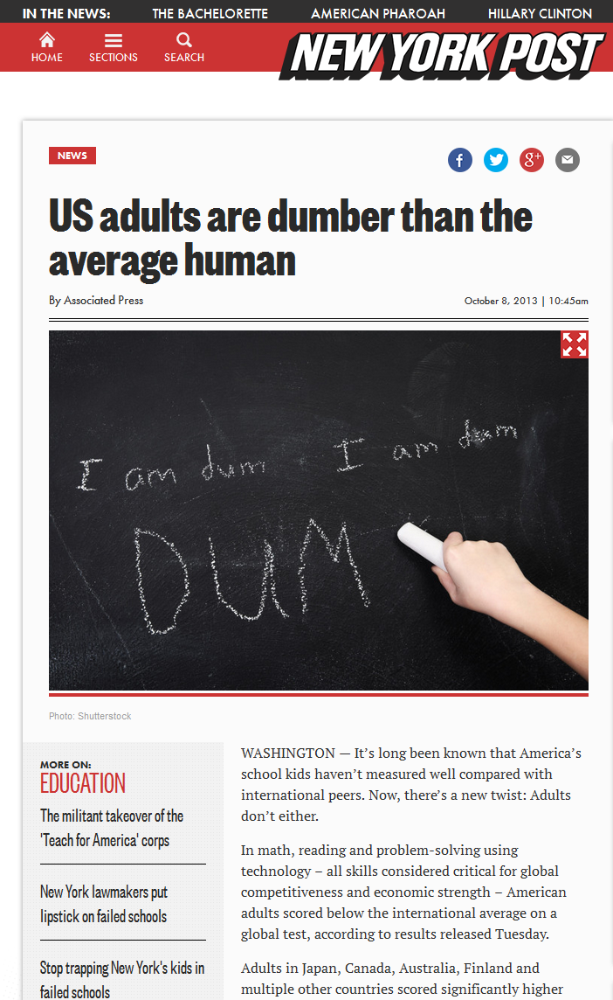 IN THE NEWS: THE BACHELORETTE AMERICAN PHAROAH HILLARY CLINTON
HOME SECTIONS SEARCH
NEW YORK POST
NEWS
US adults are dumber than the
average human
By Associated Press October 8, 2013 | 10:45am
I am dum I am dum
DUM
Photo: Shutterstock
MORE ON:
EDUCATION
The militant takeover of the
'Teach for America' corps
New York lawmakers put
lipstick on failed schools
Stop trapping New York's kids in
failed schools
WASHINGTON — It’s long been known that America’s
school kids haven’t measured well compared with
international peers. Now, there’s a new twist: Adults
don’t either.
In math, reading and problem-solving using
technology – all skills considered critical for global
competitiveness and economic strength – American
adults scored below the international average on a
global test, according to results released Tuesday.
Adults in Japan, Canada, Australia, Finland and
multiple other countries scored significantly higher